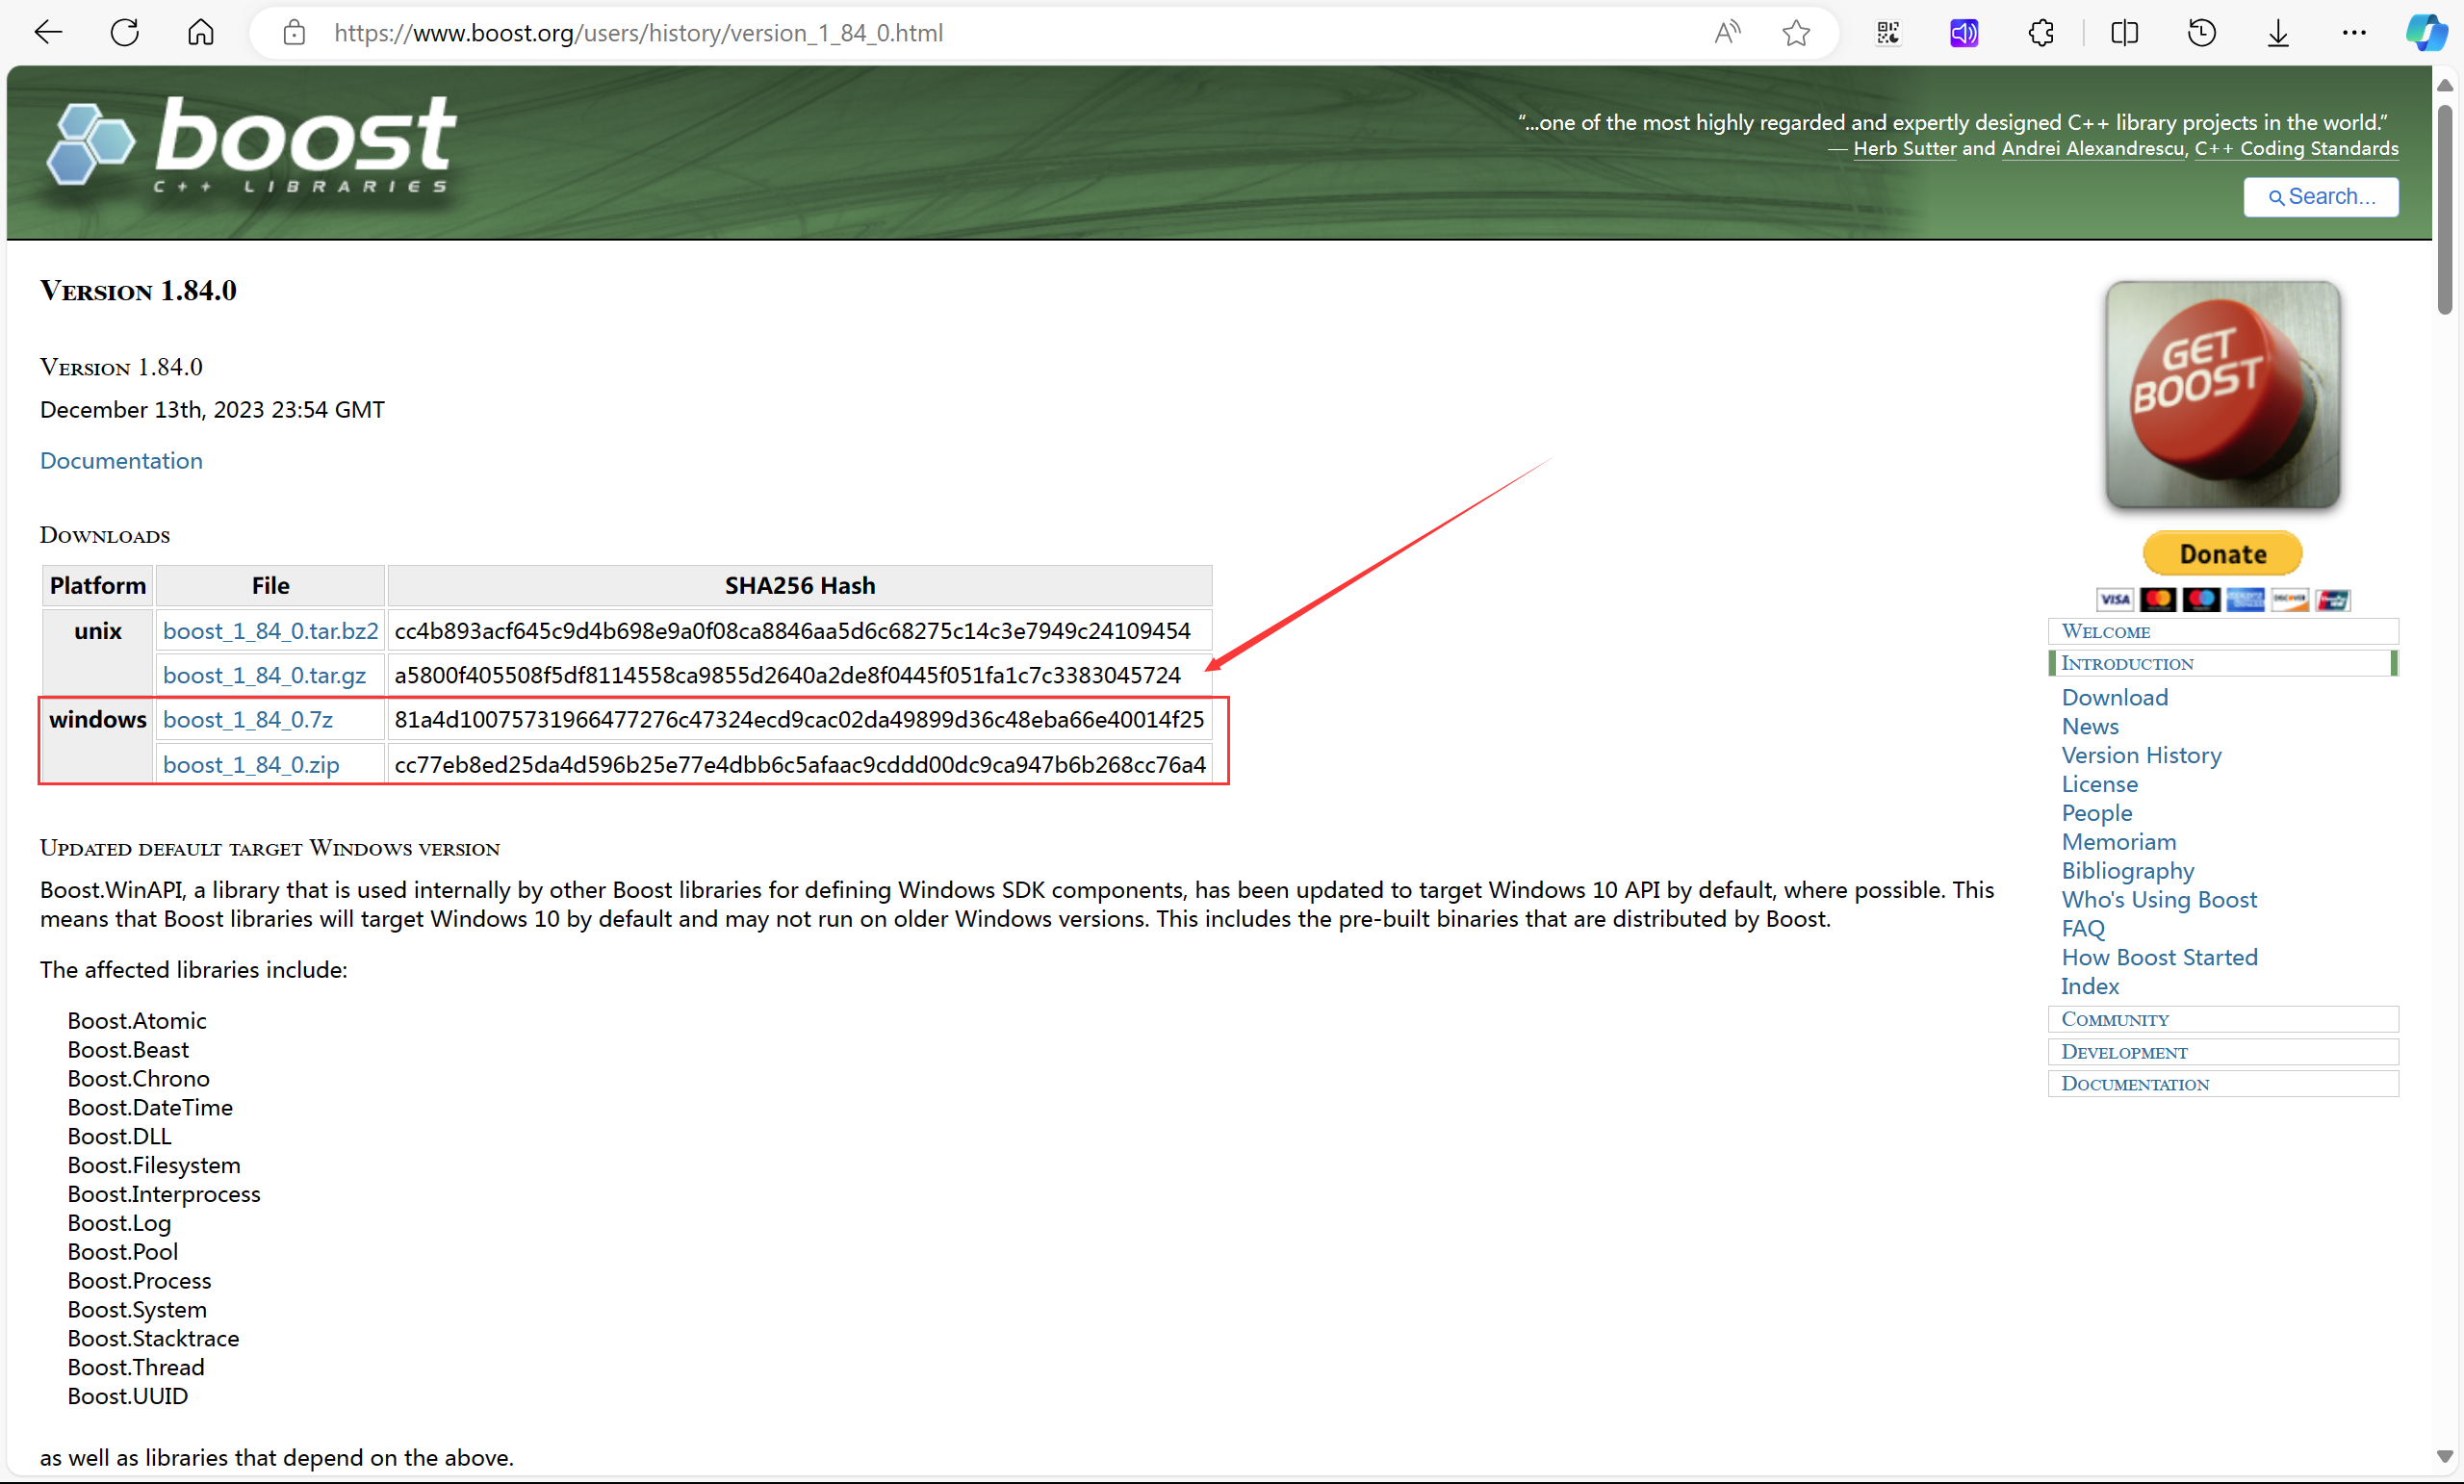 https://www.boost.org/users/history/version_1_84_0.html
boost
C++ LIBRARIES
“...one of the most highly regarded and expertly designed C++ library projects in the world.”
— Herb Sutter and Andrei Alexandrescu, C++ Coding Standards
Search...
Version 1.84.0
Version 1.84.0
December 13th, 2023 23:54 GMT
Documentation
Downloads
Platform File SHA256 Hash
unix boost_1_84_0.tar.bz2 cc4b893acf645c9d4b698e9a0f08ca8846aa5d6c68275c14c3e7949c24109454
boost_1_84_0.tar.gz a5800f405508f5df8114558ca9855d2640a2de8f0445f051fa1c7c3383045724
windows boost_1_84_0.7z 81a4d10075731966477276c47324ecd9cac02da49899d36c48eba66e40014f25
boost_1_84_0.zip cc77eb8ed25da4d596b25e77e4dbb6c5afaac9cddd00dc9ca947b6b268cc76a4
Updated default target Windows version
Boost.WinAPI, a library that is used internally by other Boost libraries for defining Windows SDK components, has been updated to target Windows 10 API by default, where possible. This
means that Boost libraries will target Windows 10 by default and may not run on older Windows versions. This includes the pre-built binaries that are distributed by Boost.
The affected libraries include:
Boost.Atomic
Boost.Beast
Boost.Chrono
Boost.DateTime
Boost.DLL
Boost.Filesystem
Boost.Interprocess
Boost.Log
Boost.Pool
Boost.Process
Boost.System
Boost.Stacktrace
Boost.Thread
Boost.UUID
as well as libraries that depend on the above.
GET
BOOST
Donate
VISA
DISCOVER
Welcome
Introduction
Download
News
Version History
License
People
Memoriam
Bibliography
Who's Using Boost
FAQ
How Boost Started
Index
Community
Development
Documentation